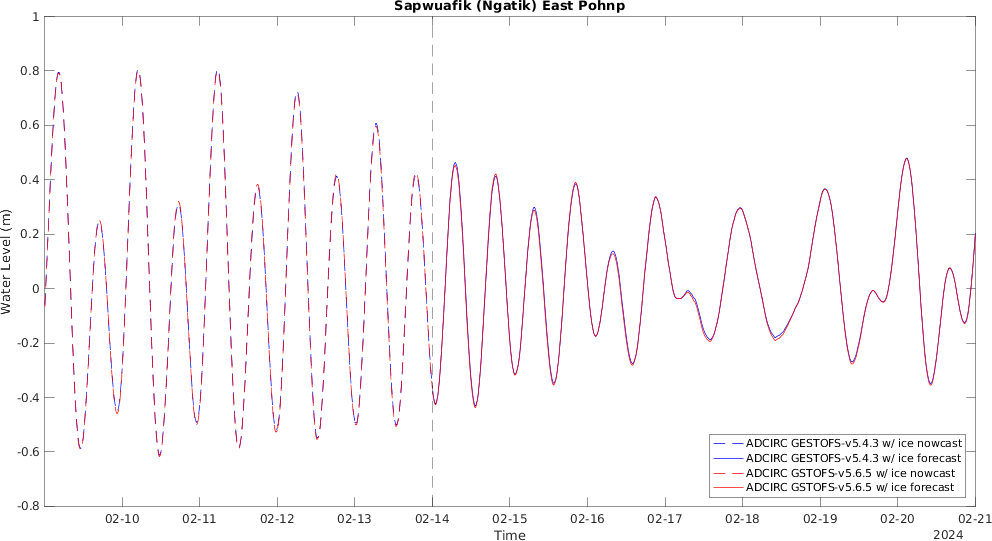 Sapwuafik (Ngatik) East Pohnp
1
0.8
0.6
0.4
0.2
0
-0.2
-0.4
-0.6
-0.8
Water Level (m)
02-10 02-11 02-12 02-13 02-14 02-15 02-16 02-17 02-18 02-19 02-20 02-21
Time
2024
ADCIRC GESTOFS-v5.4.3 w/ ice nowcast
ADCIRC GESTOFS-v5.4.3 w/ ice forecast
ADCIRC GSTOFS-v5.6.5 w/ ice nowcast
ADCIRC GSTOFS-v5.6.5 w/ ice forecast